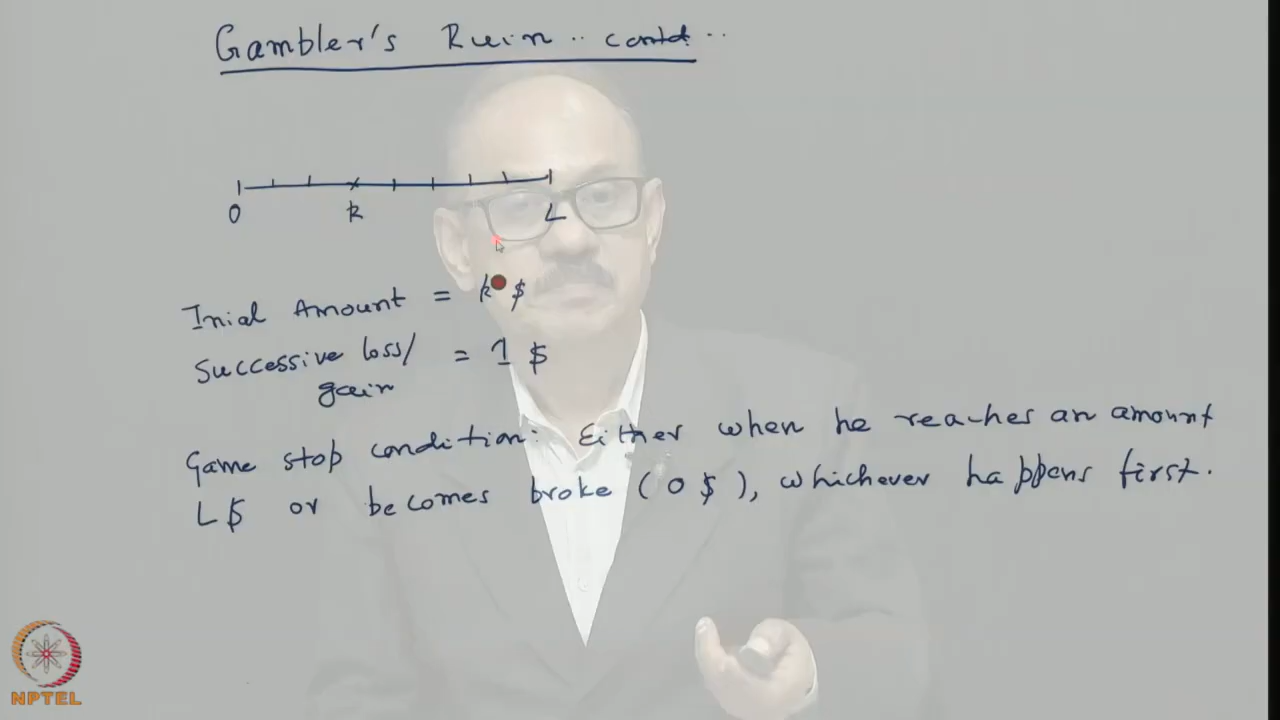 Gambler's Ruin .. contd ..
0 k L
Inial Amount = k $
Successive loss/ = 1 $
gain
Game stop condition: Either when he reaches an amount
L $ or becomes broke (0 $), whichever happens first.
NPTEL